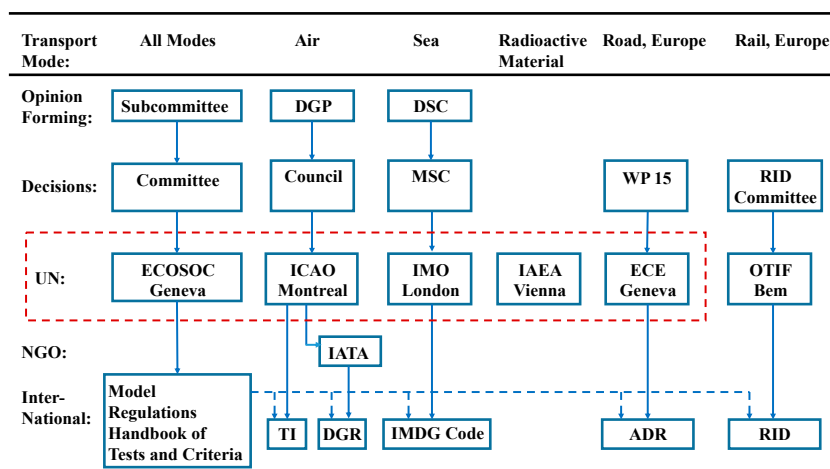 Transport Mode:
All Modes
Air
Sea
Radioactive Material
Road, Europe
Rail, Europe
Opinion Forming:
Subcommittee
DGP
DSC
Decisions:
Committee
Council
MSC
WP 15
RID Committee
UN:
ECOSOC Geneva
ICAO Montreal
IMO London
IAEA Vienna
ECE Geneva
OTIF Bem
NGO:
IATA
Inter-National:
Model
Regulations
Handbook of
Tests and Criteria
TI
DGR
IMDG Code
ADR
RID